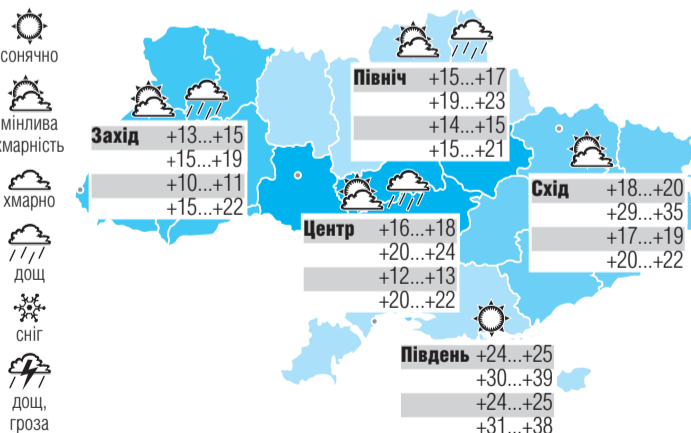 сонячно
мінлива
хмарність
хмарно
дощ
сніг
дощ,
гроза
Північ +15...+17
+19...+23
+14...+15
+15...+21
Захід +13...+15
+15...+19
+10...+11
+15...+22
Схід +18...+20
+29...+35
+17...+19
+20...+22
Центр +16...+18
+20...+24
+12...+13
+20...+22
Південь +24...+25
+30...+39
+24...+25
+31...+38